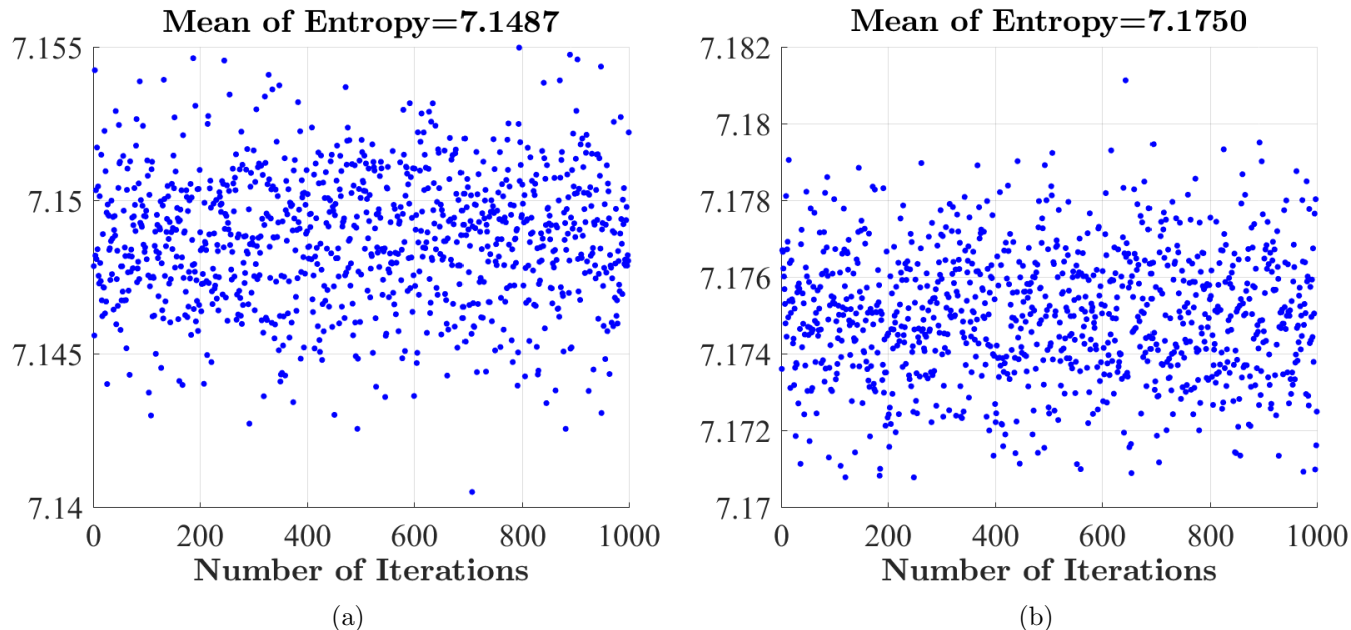 Mean of Entropy=7.1487
7.155
7.15
7.145
7.14
0 200 400 600 800 1000
Number of Iterations
(a)
Mean of Entropy=7.1750
7.182
7.18
7.178
7.176
7.174
7.172
7.17
0 200 400 600 800 1000
Number of Iterations
(b)